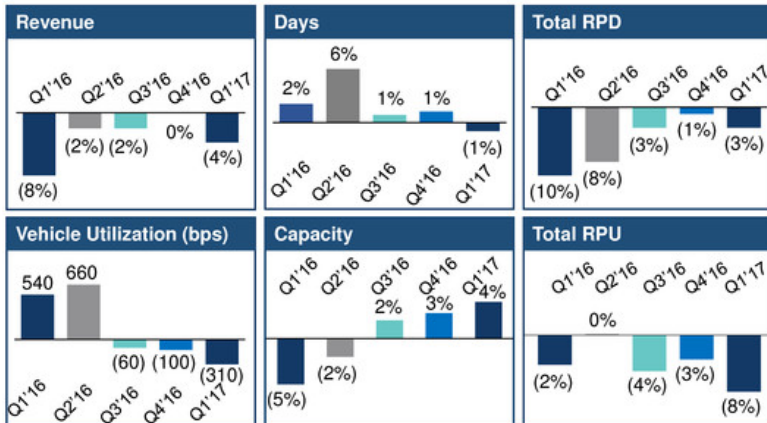 Revenue
Q1'16 Q2'16 Q3'16 Q4'16 Q1'17
(8%) (2%) (2%) 0% (4%)
Days
2% 6% 1% 1% (1%)
Q1'16 Q2'16 Q3'16 Q4'16 Q1'17
Total RPD
Q1'16 Q2'16 Q3'16 Q4'16 Q1'17
(10%) (8%) (3%) (1%) (3%)
Vehicle Utilization (bps)
540 660 (60) (100) (310)
Q1'16 Q2'16 Q3'16 Q4'16 Q1'17
Capacity
Q1'16 Q2'16 Q3'16 Q4'16 Q1'17
(5%) (2%) 2% 3% 4%
Total RPU
Q1'16 Q2'16 Q3'16 Q4'16 Q1'17
(2%) 0% (4%) (3%) (8%)